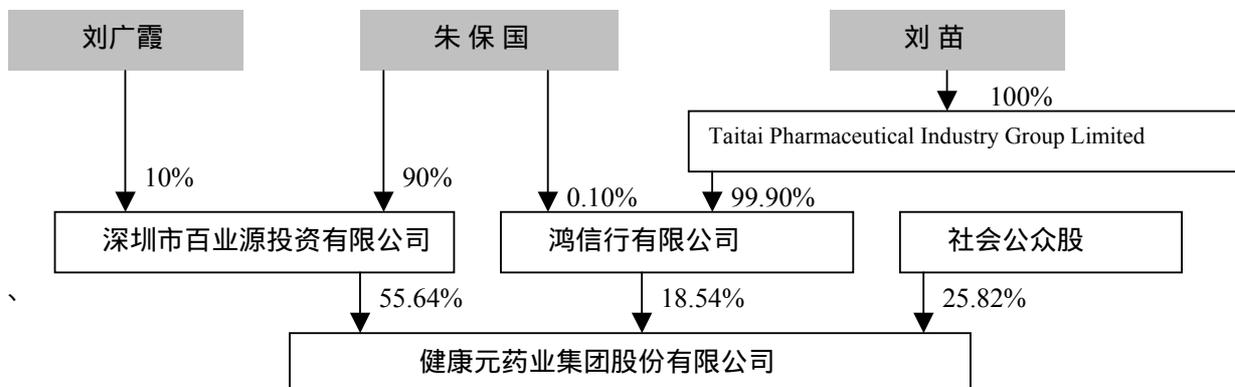 刘广霞 朱 保 国 刘 苗
100%
Taitai Pharmaceutical Industry Group Limited
10% 90% 0.10% 99.90%
深圳市百业源投资有限公司 鸿信行有限公司 社会公众股
、 55.64% 18.54% 25.82%
健康元药业集团股份有限公司